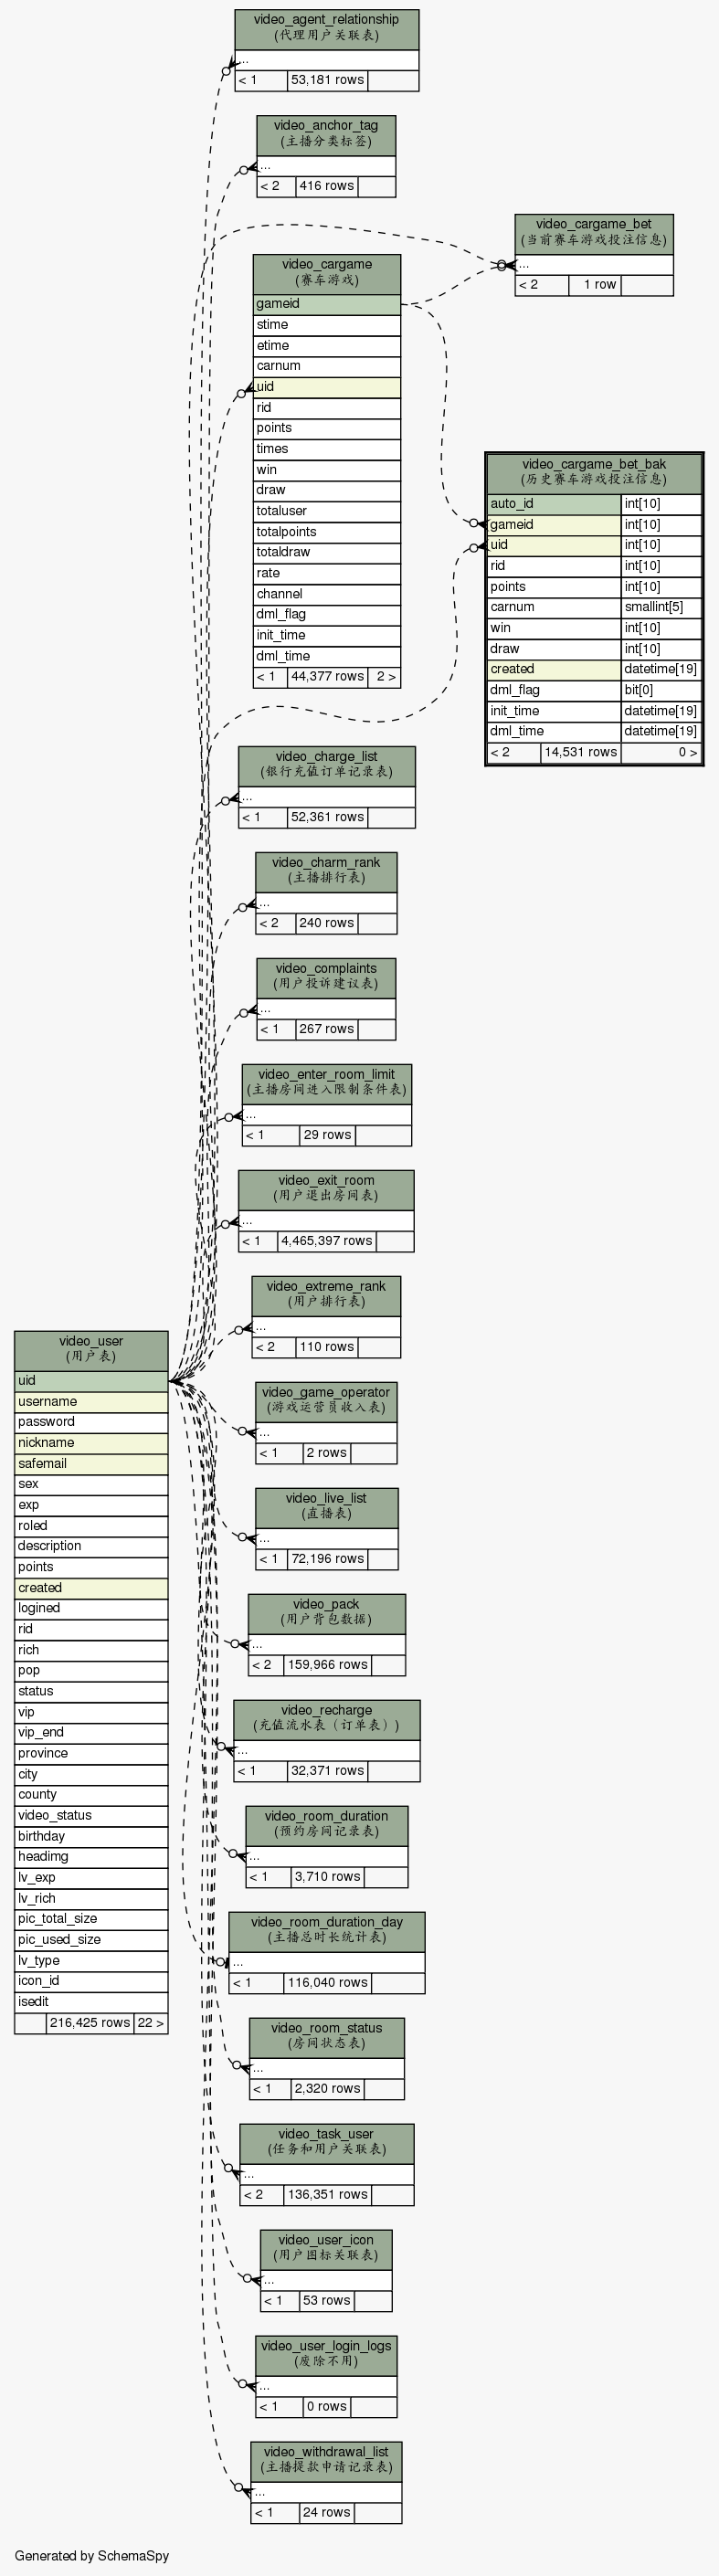 video_agent_relationship
(代理用户关联表)
...
< 1 53,181 rows
video_anchor_tag
(主播分类标签)
...
< 2 416 rows
video_cargame_bet
(当前赛车游戏投注信息)
...
< 2 1 row
video_cargame
(赛车游戏)
gameid
stime
etime
carnum
uid
rid
points
times
win
draw
totaluser
totalpoints
totaldraw
rate
channel
dml_flag
init_time
dml_time
< 1 44,377 rows 2 >
video_cargame_bet_bak
(历史赛车游戏投注信息)
auto_id int[10]
gameid int[10]
uid int[10]
rid int[10]
points int[10]
carnum smallint[5]
win int[10]
draw int[10]
created datetime[19]
dml_flag bit[0]
init_time datetime[19]
dml_time datetime[19]
< 2 14,531 rows 0 >
video_charge_list
(银行充值订单记录表)
...
< 1 52,361 rows
video_charm_rank
(主播排行表)
...
< 2 240 rows
video_complaints
(用户投诉建议表)
...
< 1 267 rows
video_enter_room_limit
(主播房间进入限制条件表)
...
< 1 29 rows
video_exit_room
(用户退出房间表)
...
< 1 4,465,397 rows
video_extreme_rank
(用户排行表)
...
< 2 110 rows
video_user
(用户表)
uid
username
password
nickname
safemail
sex
exp
roled
description
points
created
logined
rid
rich
pop
status
vip
vip_end
province
city
county
video_status
birthday
headimg
lv_exp
lv_rich
pic_total_size
pic_used_size
lv_type
icon_id
isedit
216,425 rows 22 >
video_game_operator
(游戏运营员收入表)
...
< 1 2 rows
video_live_list
(直播表)
...
< 1 72,196 rows
video_pack
(用户背包数据)
...
< 2 159,966 rows
video_recharge
(充值流水表（订单表）)
...
< 1 32,371 rows
video_room_duration
(预约房间记录表)
...
< 1 3,710 rows
video_room_duration_day
(主播总时长统计表)
...
< 1 116,040 rows
video_room_status
(房间状态表)
...
< 1 2,320 rows
video_task_user
(任务和用户关联表)
...
< 2 136,351 rows
video_user_icon
(用户图标关联表)
...
< 1 53 rows
video_user_login_logs
(废除不用)
...
< 1 0 rows
video_withdrawal_list
(主播提款申请记录表)
...
< 1 24 rows
Generated by SchemaSpy